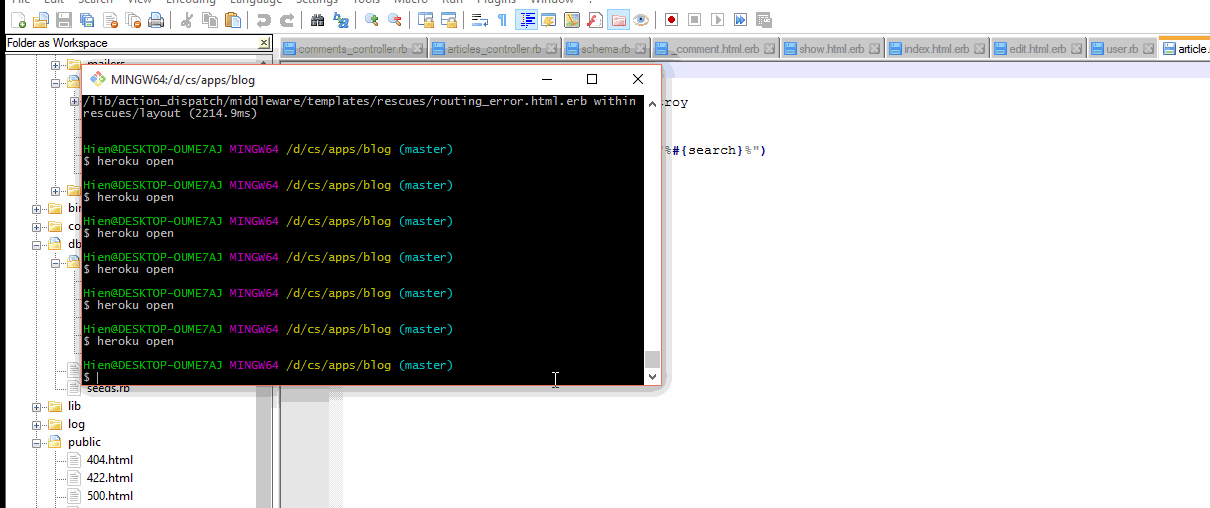 File Edit Search View Encoding Language Settings Tools Macro Run Plugins Window ?
Folder as Workspace
comments_controller.rb articles_controller.rb schema.rb _comment.html.erb show.html.erb index.html.erb edit.html.erb user.rb article.
mailers
MINGW64:/d/cs/apps/blog
/lib/action_dispatch/middleware/templates/rescues/routing_error.html.erb within
rescues/layout (2214.9ms)
Hien@DESKTOP-OUME7AJ MINGW64 /d/cs/apps/blog (master)
$ heroku open
Hien@DESKTOP-OUME7AJ MINGW64 /d/cs/apps/blog (master)
$ heroku open
Hien@DESKTOP-OUME7AJ MINGW64 /d/cs/apps/blog (master)
$ heroku open
Hien@DESKTOP-OUME7AJ MINGW64 /d/cs/apps/blog (master)
$ heroku open
Hien@DESKTOP-OUME7AJ MINGW64 /d/cs/apps/blog (master)
$ heroku open
Hien@DESKTOP-OUME7AJ MINGW64 /d/cs/apps/blog (master)
$ heroku open
Hien@DESKTOP-OUME7AJ MINGW64 /d/cs/apps/blog (master)
$
troy
%#{search}%")
bin
co
db
seeds.rb
lib
log
public
404.html
422.html
500.html